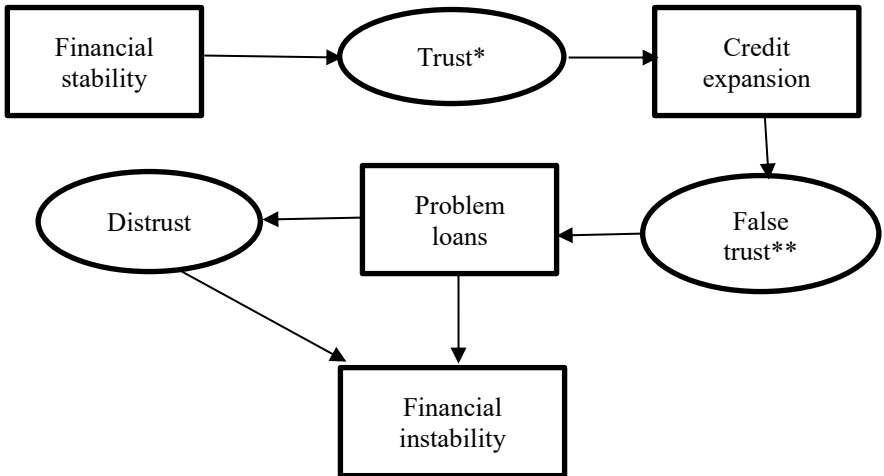 Financial
stability
Trust*
Credit
expansion
Distrust
Problem
loans
False
trust**
Financial
instability